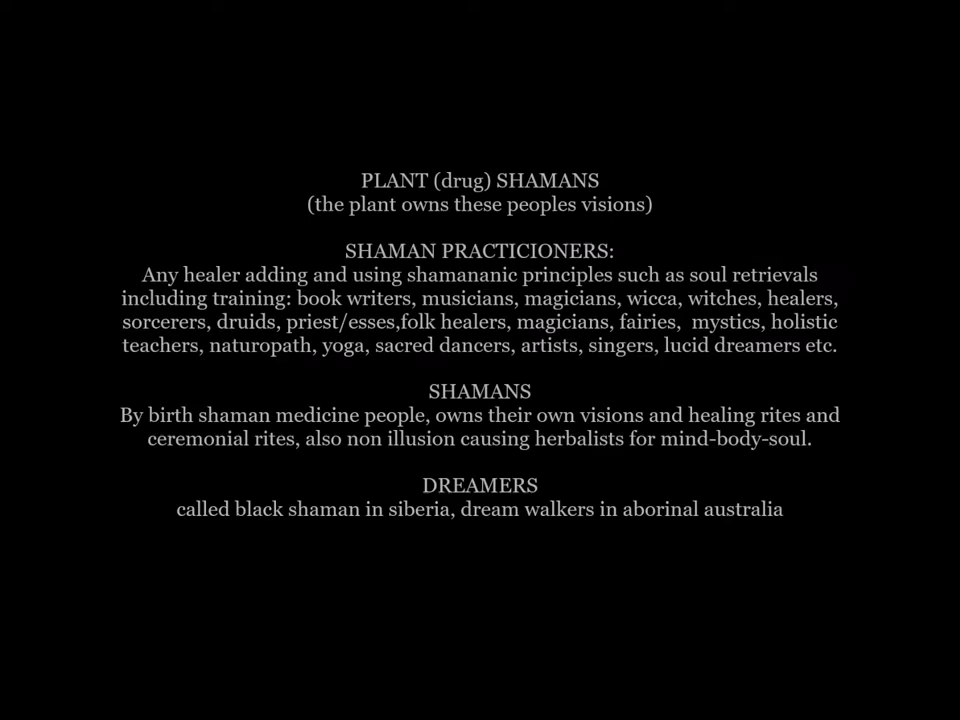 PLANT (drug) SHAMANS
(the plant owns these peoples visions)
SHAMAN PRACTICIONERS:
Any healer adding and using shamananic principles such as soul retrievals
including training: book writers, musicians, magicians, wicca, witches, healers,
sorcerers, druids, priest/esses,folk healers, magicians, fairies, mystics, holistic
teachers, naturopath, yoga, sacred dancers, artists, singers, lucid dreamers etc.
SHAMANS
By birth shaman medicine people, owns their own visions and healing rites and
ceremonial rites, also non illusion causing herbalists for mind-body-soul.
DREAMERS
called black shaman in siberia, dream walkers in aborinal australia